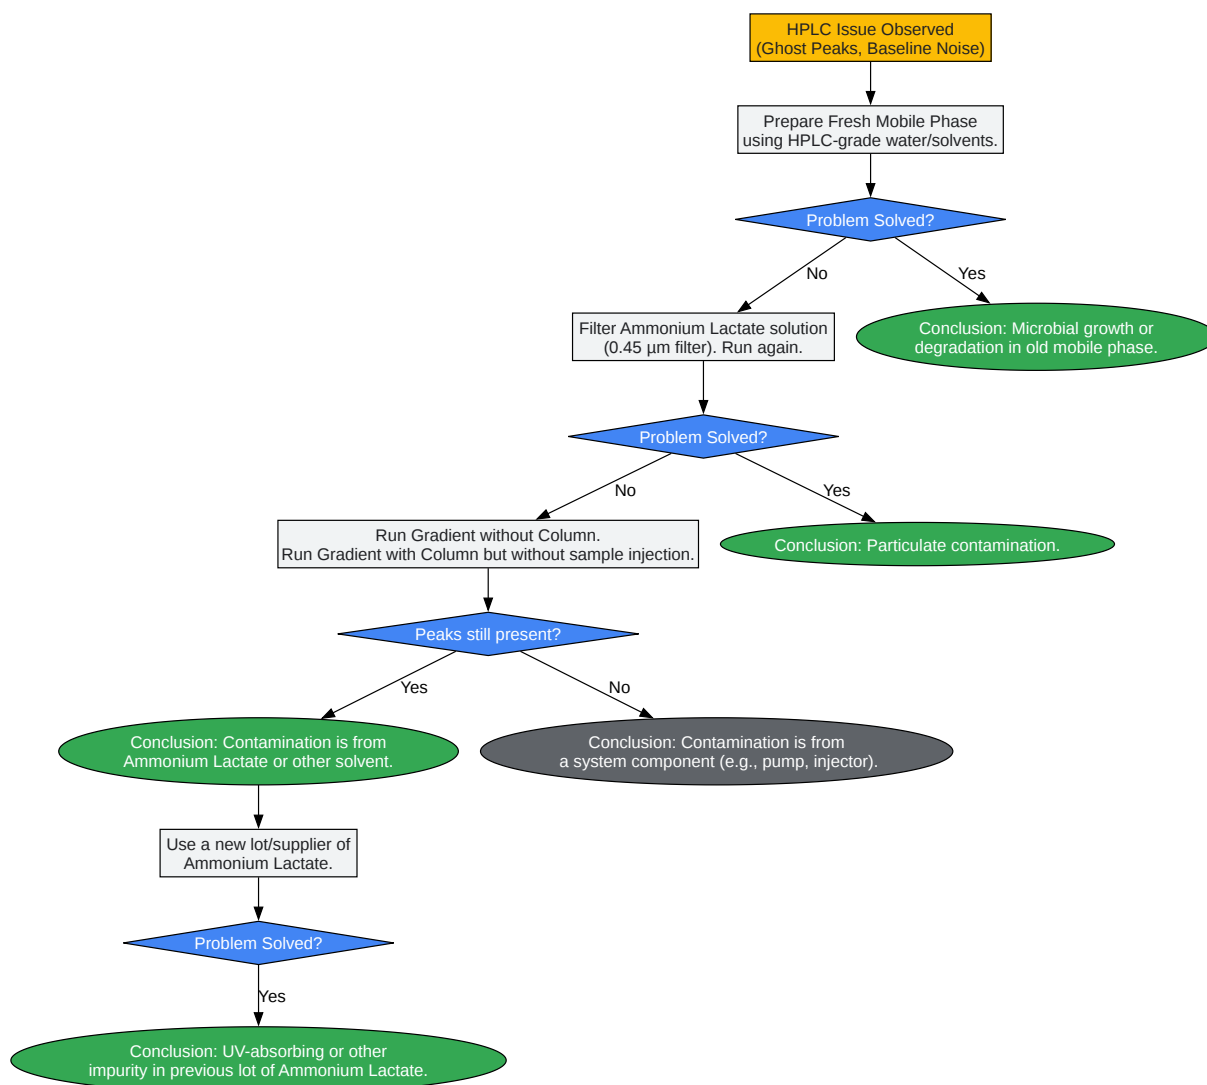 HPLC Issue Observed
(Ghost Peaks, Baseline Noise)
Prepare Fresh Mobile Phase
using HPLC-grade water/solvents.
Problem Solved?
No
Yes
Filter Ammonium Lactate solution
(0.45 µm filter). Run again.
Conclusion: Microbial growth or
degradation in old mobile phase.
Problem Solved?
No
Yes
Run Gradient without Column.
Run Gradient with Column but without sample injection.
Conclusion: Particulate contamination.
Peaks still present?
Yes
No
Conclusion: Contamination is from
Ammonium Lactate or other solvent.
Conclusion: Contamination is from
a system component (e.g., pump, injector).
Use a new lot/supplier of
Ammonium Lactate.
Problem Solved?
Yes
Conclusion: UV-absorbing or other
impurity in previous lot of Ammonium Lactate.